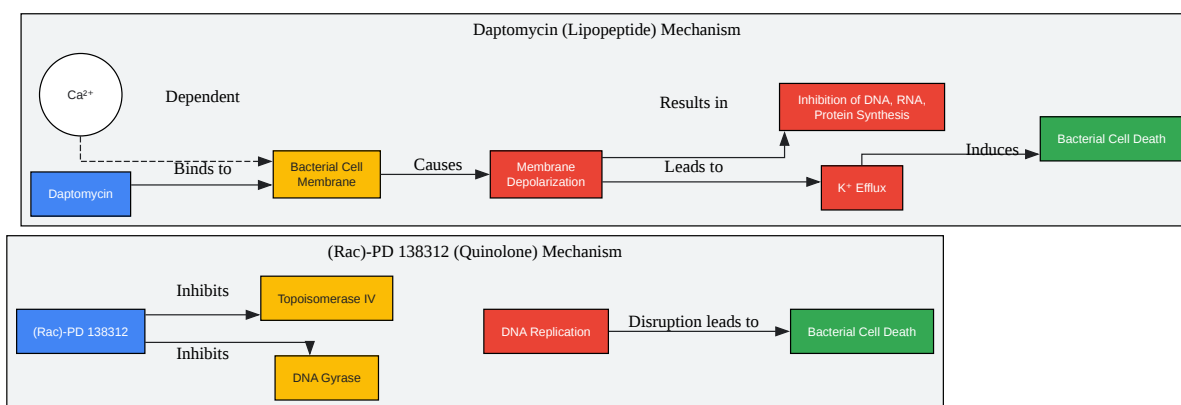 Daptomycin (Lipopeptide) Mechanism
Ca²⁺
Dependent
Daptomycin
Binds to
Bacterial Cell
Membrane
Causes
Membrane
Depolarization
Results in
Inhibition of DNA, RNA,
Protein Synthesis
Leads to
K⁺ Efflux
Induces
Bacterial Cell Death
(Rac)-PD 138312 (Quinolone) Mechanism
(Rac)-PD 138312
Inhibits
Topoisomerase IV
Inhibits
DNA Gyrase
DNA Replication
Disruption leads to
Bacterial Cell Death